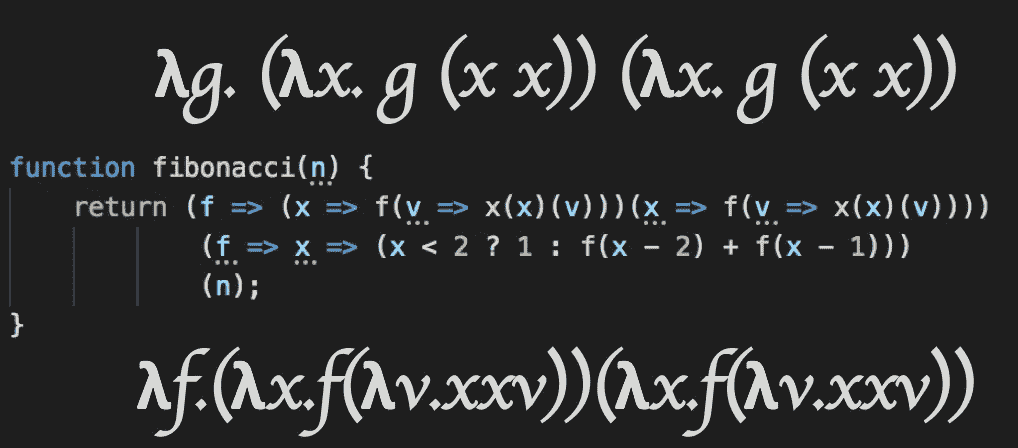 λg. (λx. g (x x)) (λx. g (x x))
function fibonacci(n) {
return (f => (x => f(v => x(x)(v)))(x => f(v => x(x)(v))))
(f => x => (x < 2 ? 1 : f(x - 2) + f(x - 1)))
(n);
}
λf.(λx.f(λv.xxv))(λx.f(λv.xxv))